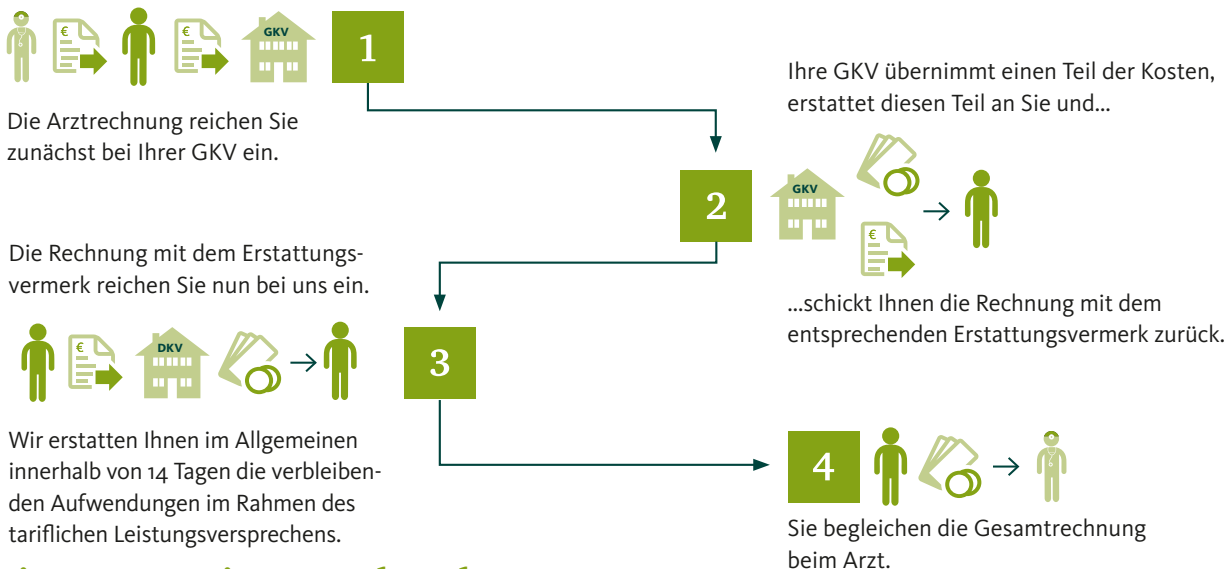 €
€
GKV
1
Die Arztrechnung reichen Sie
zunächst bei Ihrer GKV ein.
Ihre GKV übernimmt einen Teil der Kosten,
erstattet diesen Teil an Sie und...
2
GKV
€
...schickt Ihnen die Rechnung mit dem
entsprechenden Erstattungsvermerk zurück.
Die Rechnung mit dem Erstattungs-
vermerk reichen Sie nun bei uns ein.
€
DKV
3
Wir erstatten Ihnen im Allgemeinen
innerhalb von 14 Tagen die verbleiben-
den Aufwendungen im Rahmen des
tariflichen Leistungsversprechens.
4
Sie begleichen die Gesamtrechnung
beim Arzt.